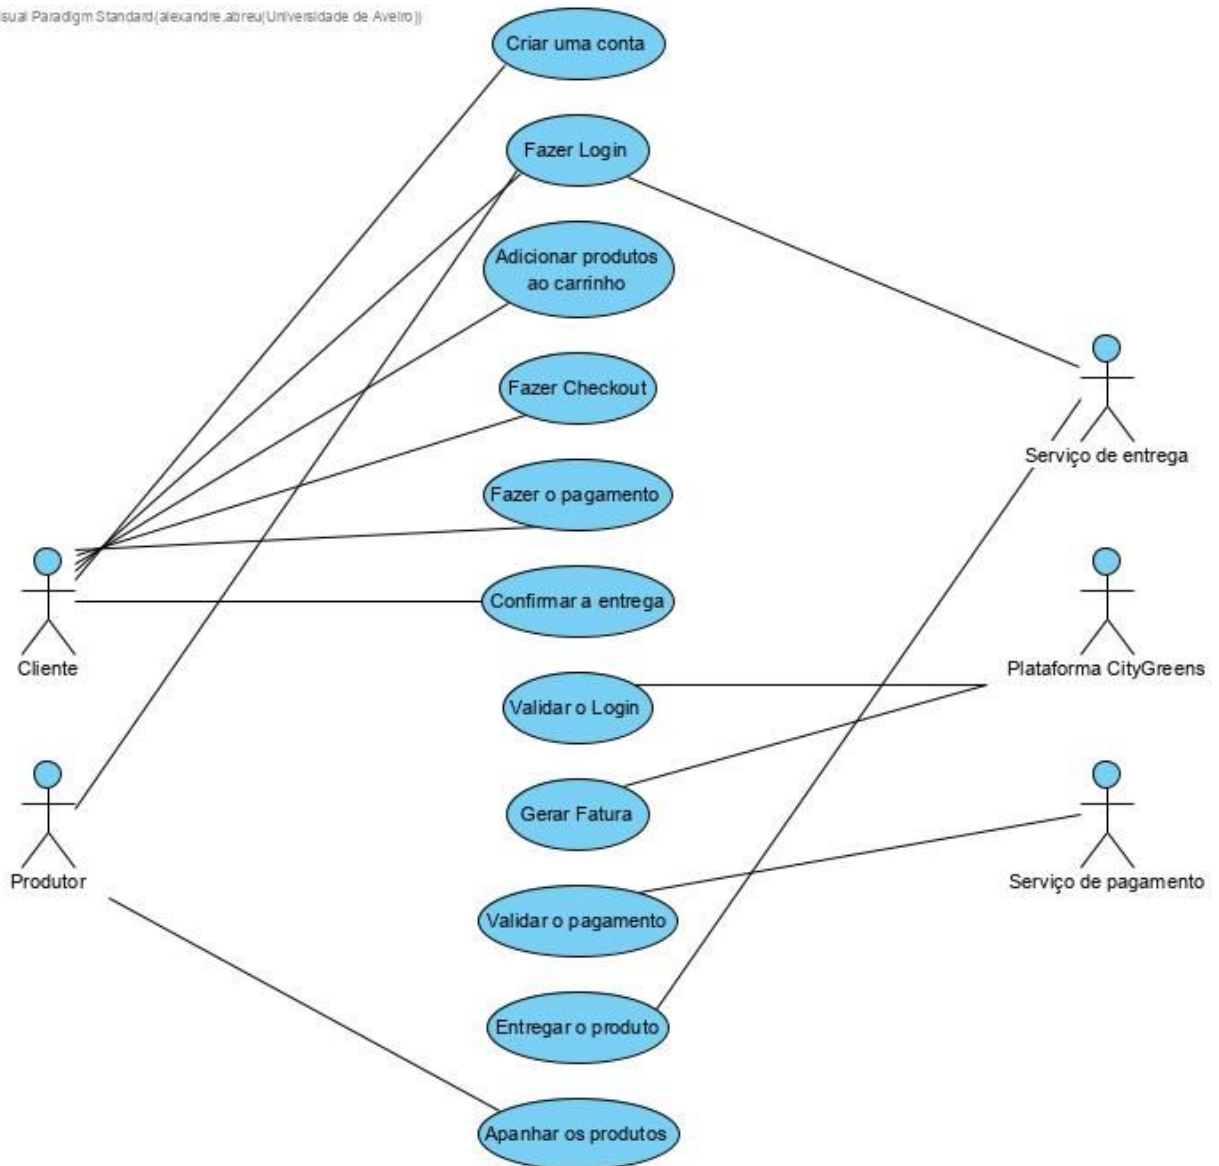 isual Paradigm Standard(alexandre.abreu(Universidade de Aveiro))
Criar uma conta
Fazer Login
Adicionar produtos
ao carrinho
Fazer Checkout
Serviço de entrega
Fazer o pagamento
Confirmar a entrega
Cliente
Plataforma CityGreens
Validar o Login
Gerar Fatura
Produtor
Serviço de pagamento
Validar o pagamento
Entregar o produto
Apanhar os produtos